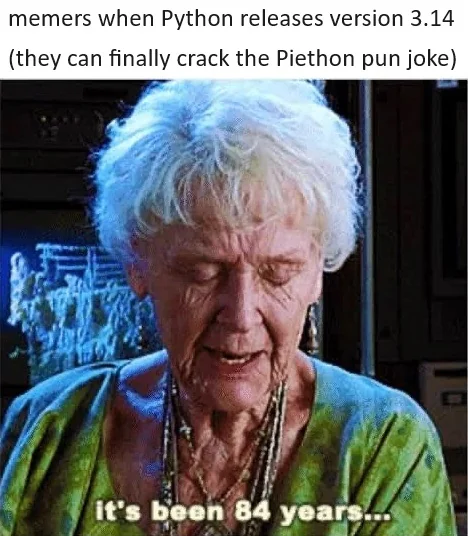 memers when Python releases version 3.14
(they can finally crack the Piethon pun joke)
it's been 84 years...